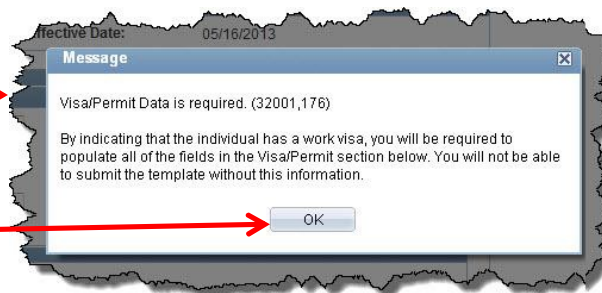 ffective Date: 05/16/2013
Message
Visa/Permit Data is required. (32001,176)
By indicating that the individual has a work visa, you will be required to
populate all of the fields in the Visa/Permit section below. You will not be able
to submit the template without this information.
OK